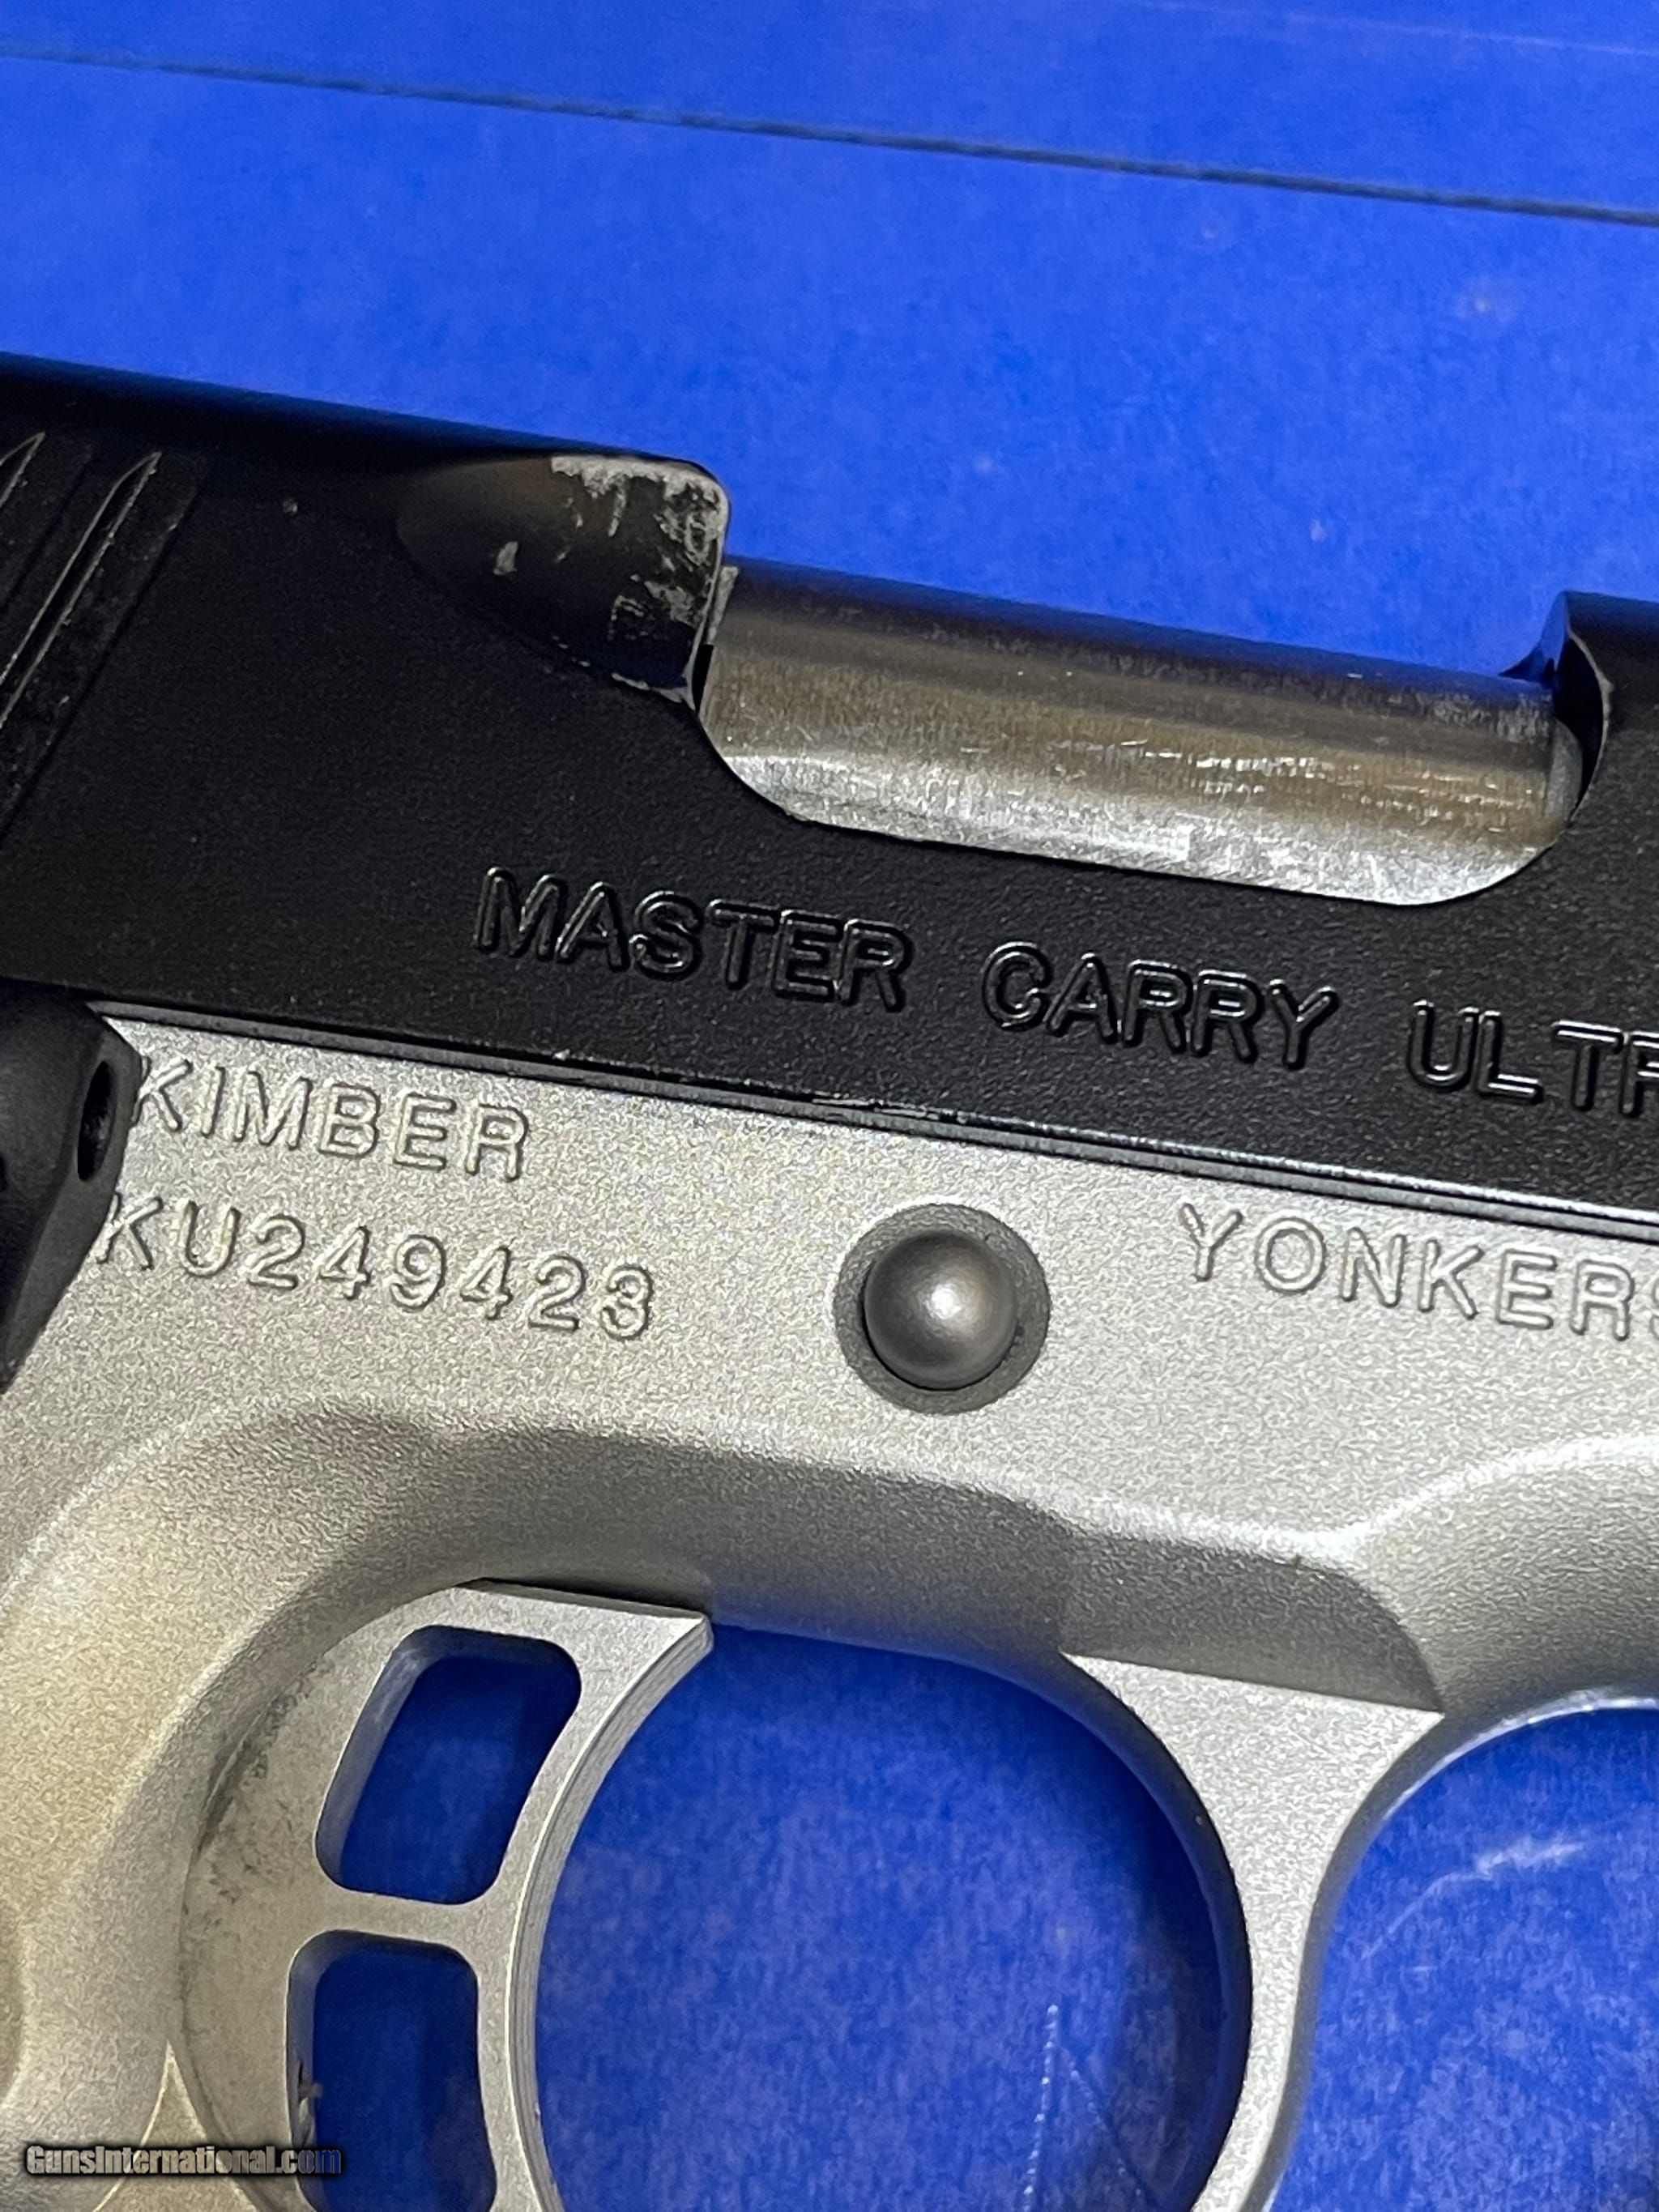 MASTER CARRY ULTR
KIMBER
KU249423
YONKERS
GunsInternational.com